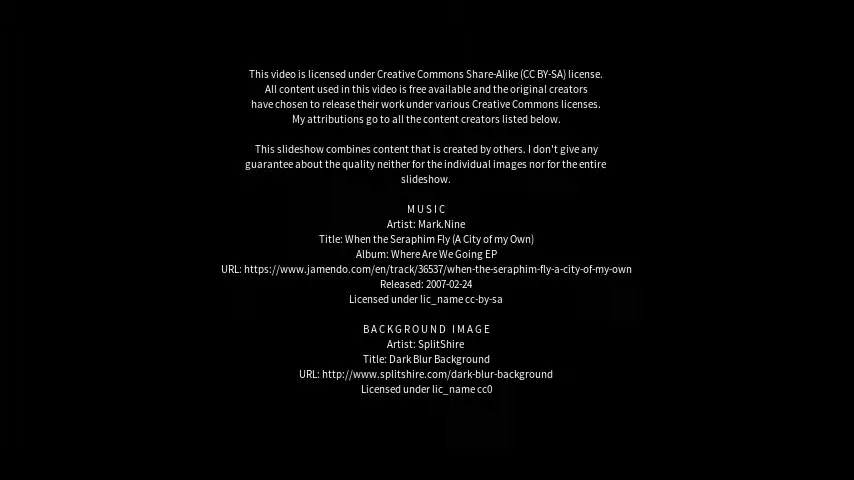 This video is licensed under Creative Commons Share-Alike (CC BY-SA) license.
All content used in this video is free available and the original creators
have chosen to release their work under various Creative Commons licenses.
My attributions go to all the content creators listed below.
This slideshow combines content that is created by others. I don't give any
guarantee about the quality neither for the individual images nor for the entire
slideshow.
MUSIC
Artist: Mark.Nine
Title: When the Seraphim Fly (A City of my Own)
Album: Where Are We Going EP
URL: https://www.jamendo.com/en/track/36537/when-the-seraphim-fly-a-city-of-my-own
Released: 2007-02-24
Licensed under lic_name cc-by-sa
BACKGROUND IMAGE
Artist: SplitShire
Title: Dark Blur Background
URL: http://www.splitshire.com/dark-blur-background
Licensed under lic_name cc0